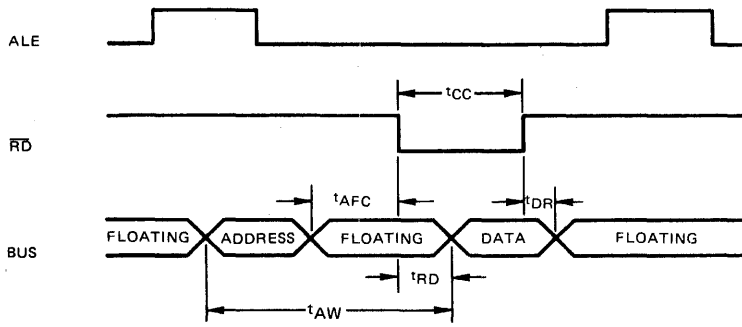 ALE
tCC
RD
tAFC
tDR
BUS
FLOATING ADDRESS FLOATING DATA FLOATING
tRD
tAW